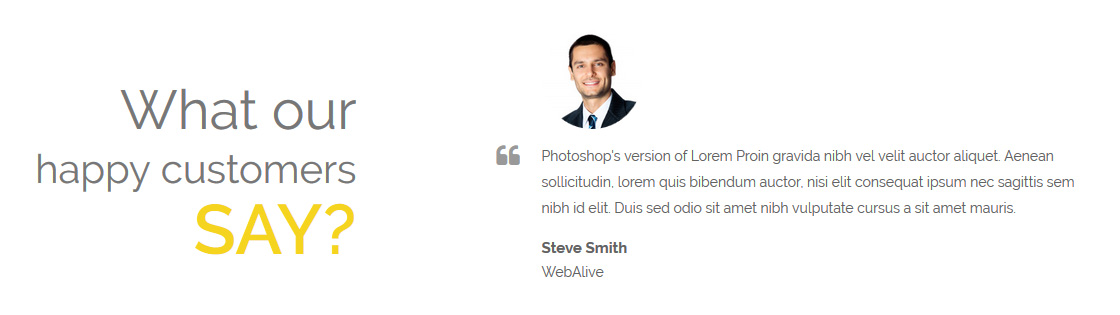 What our
happy customers
SAY?
Photoshop's version of Lorem Proin gravida nibh vel velit auctor aliquet. Aenean
sollicitudin, lorem quis bibendum auctor, nisi elit consequat ipsum nec sagittis sem
nibh id elit. Duis sed odio sit amet nibh vulputate cursus a sit amet mauris.
Steve Smith
WebAlive